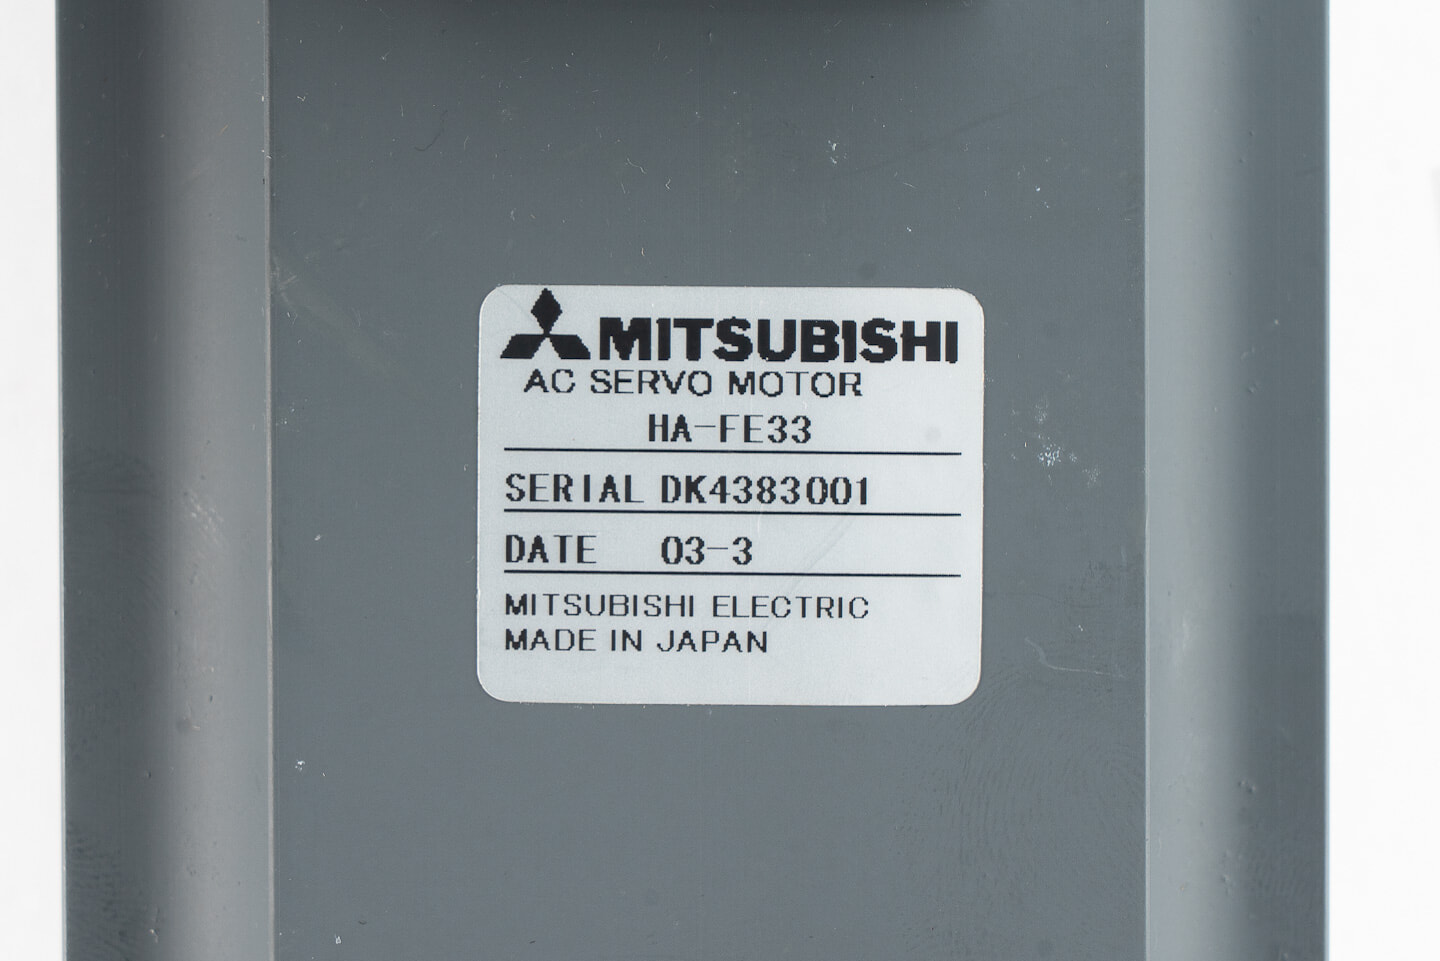 MITSUBISHI
AC SERVO MOTOR
HA-FE33
SERIAL DK4383001
DATE 03-3
MITSUBISHI ELECTRIC
MADE IN JAPAN